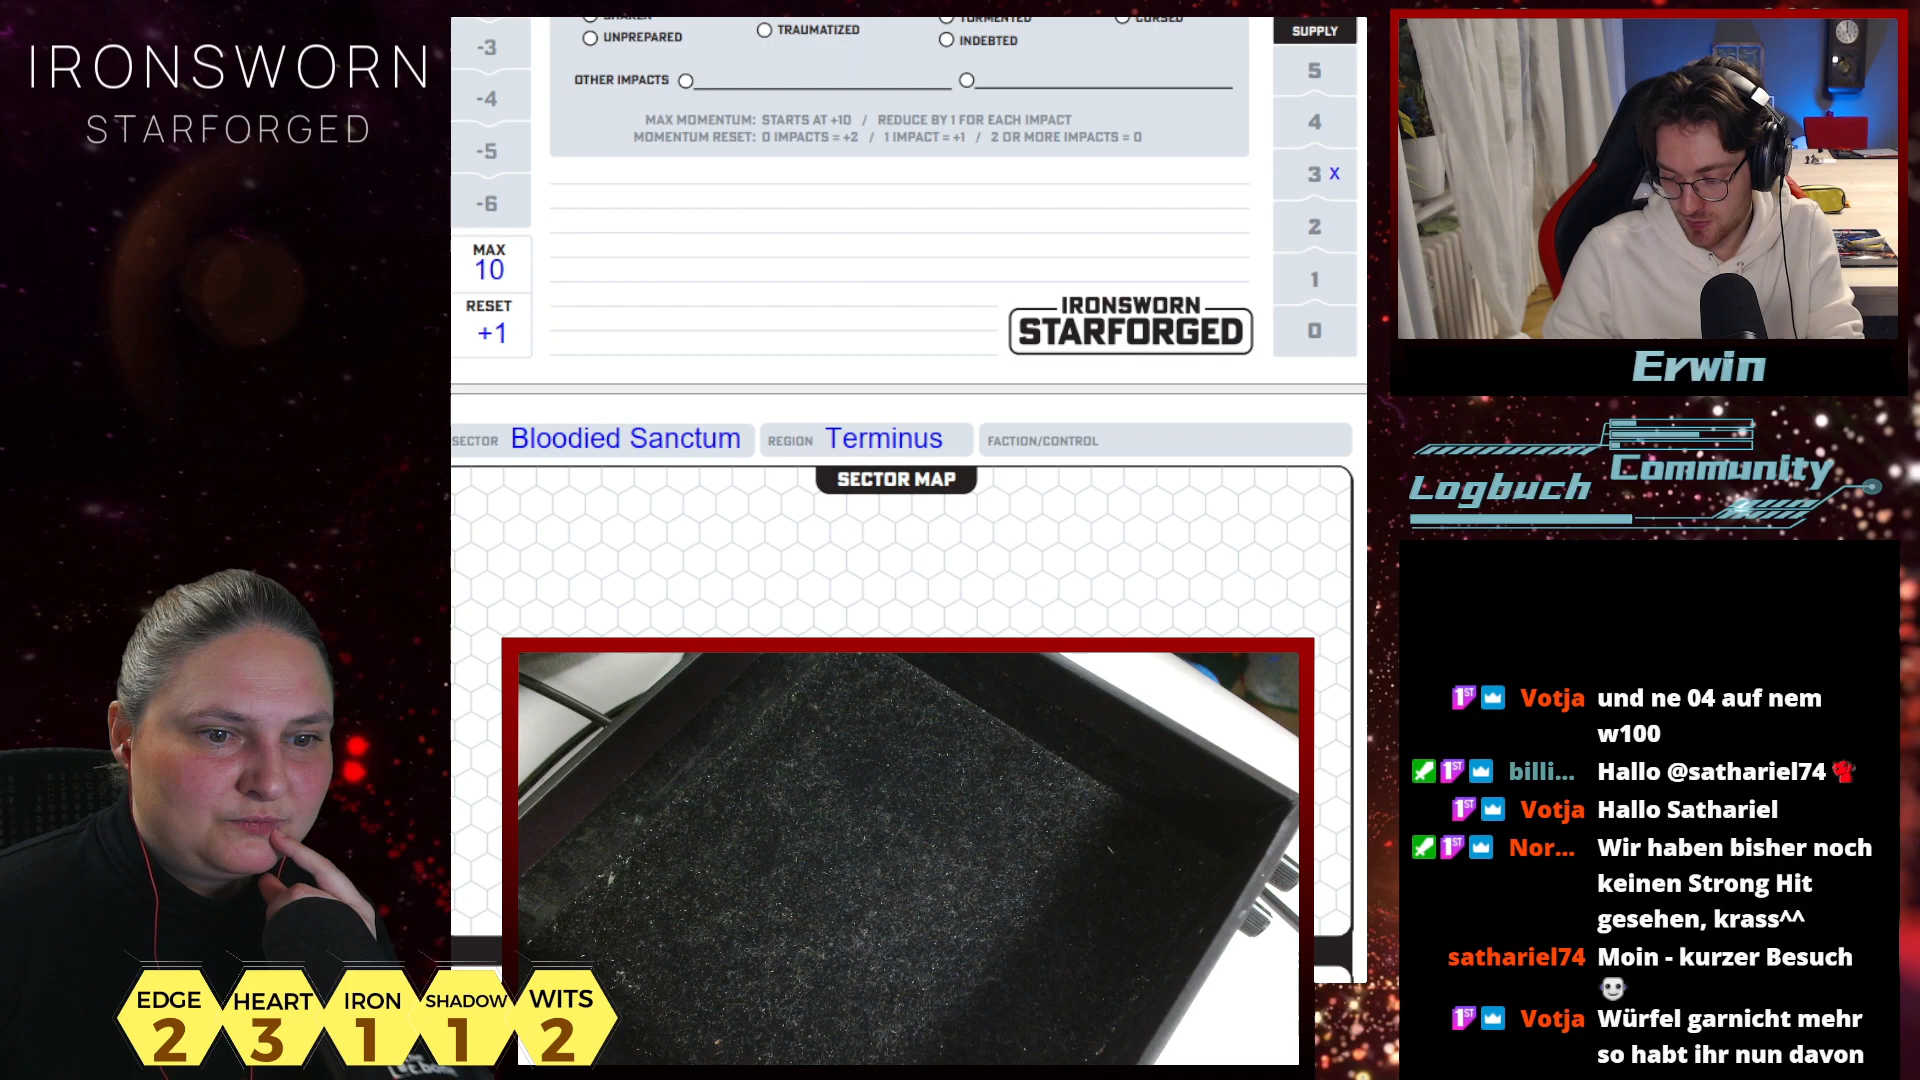 IRONSWORN
STARFORGED
-3
-4
-5
-6
MAX
10
RESET
+1
TORMENTED
CURSED
UNPREPARED
TRAUMATIZED
INDEBTED
OTHER IMPACTS
MAX MOMENTUM: STARTS AT +10 / REDUCE BY 1 FOR EACH IMPACT
MOMENTUM RESET: 0 IMPACTS = +2 / 1 IMPACT = +1 / 2 OR MORE IMPACTS = 0
IRONSWORN
STARFORGED
SUPPLY
5
4
3 x
2
1
0
SECTOR Bloodied Sanctum REGION Terminus FACTION/CONTROL
SECTOR MAP
Erwin
Logbuch Community
Votja und ne 04 auf nem
w100
billi... Hallo @sathariel74
Votja Hallo Sathariel
Nor... Wir haben bisher noch
keinen Strong Hit
gesehen, krass^^
sathariel74 Moin - kurzer Besuch
Votja Würfel garnicht mehr
so habt ihr nun davon
EDGE
2
HEART
3
IRON
1
SHADOW
1
WITS
2